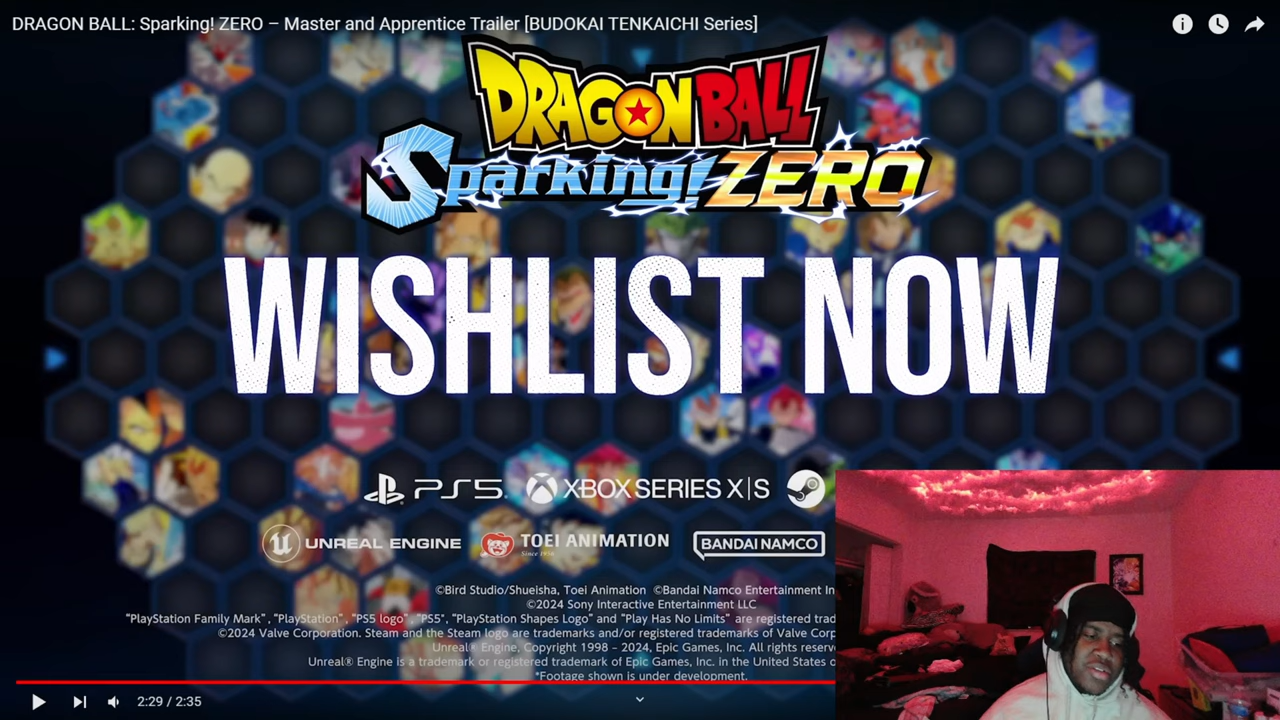 DRAGON BALL: Sparking! ZERO – Master and Apprentice Trailer [BUDOKAI TENKAICHI Series]
DRAGON BALL
Sparking! ZERO
WISHLIST NOW
PS5 XBOX SERIES X|S
UNREAL ENGINE TOEI ANIMATION BANDAI NAMCO
Since 1956
©Bird Studio/Shueisha, Toei Animation ©Bandai Namco Entertainment In
©2024 Sony Interactive Entertainment LLC
"PlayStation Family Mark", "PlayStation", "PS5 logo", "PS5", "PlayStation Shapes Logo" and "Play Has No Limits" are registered trad
©2024 Valve Corporation. Steam and the Steam logo are trademarks and/or registered trademarks of Valve Corp
Unreal® Engine, Copyright 1998 – 2024, Epic Games, Inc. All rights reserve
Unreal® Engine is a trademark or registered trademark of Epic Games, Inc. in the United States o
*Footage shown is under development.
2:29 / 2:35